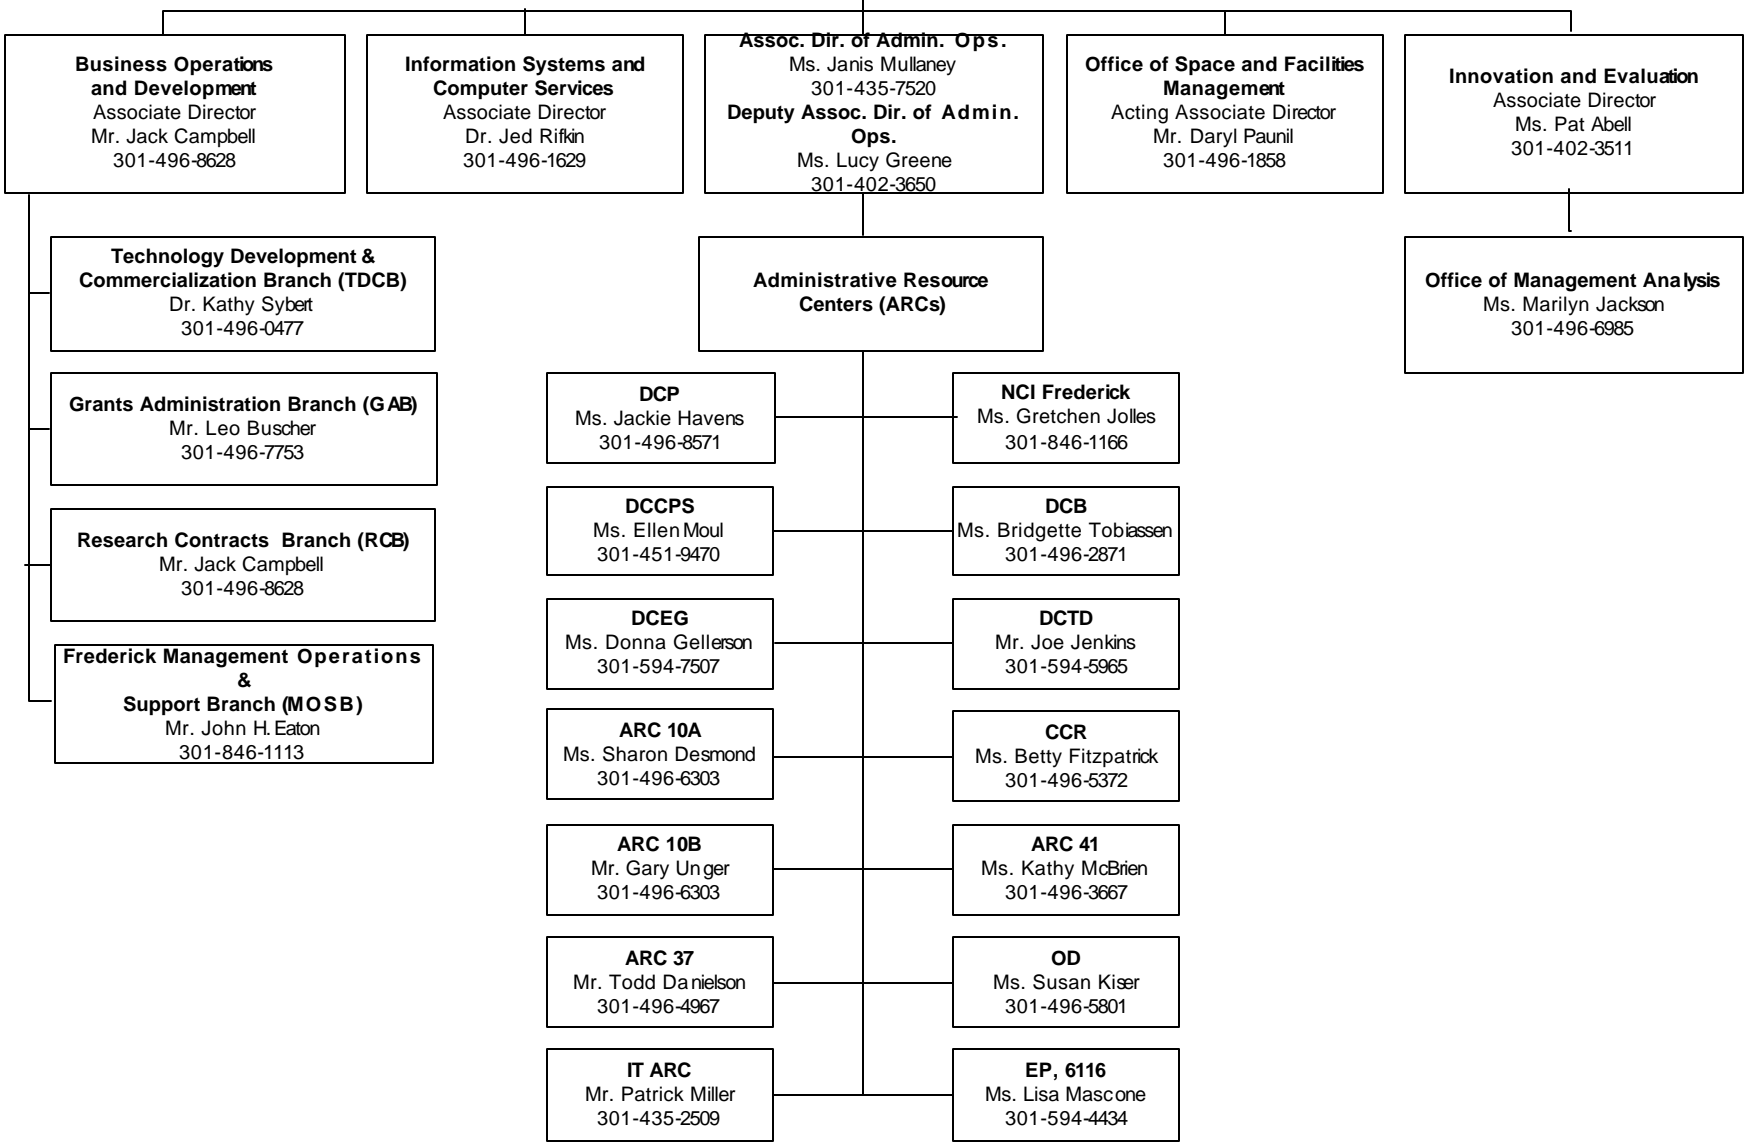 Business Operations
and Development
Associate Director
Mr. Jack Campbell
301-496-8628
Information Systems and
Computer Services
Associate Director
Dr. Jed Rifkin
301-496-1629
Assoc. Dir. of Admin. Ops.
Ms. Janis Mullaney
301-435-7520
Deputy Assoc. Dir. of Admin.
Ops.
Ms. Lucy Greene
301-402-3650
Office of Space and Facilities
Management
Acting Associate Director
Mr. Daryl Paunil
301-496-1858
Innovation and Evaluation
Associate Director
Ms. Pat Abell
301-402-3511
Technology Development &
Commercialization Branch (TDCB)
Dr. Kathy Sybert
301-496-0477
Grants Administration Branch (GAB)
Mr. Leo Buscher
301-496-7753
Research Contracts Branch (RCB)
Mr. Jack Campbell
301-496-8628
Frederick Management Operations
&
Support Branch (MOSB)
Mr. John H. Eaton
301-846-1113
Administrative Resource
Centers (ARCs)
Office of Management Analysis
Ms. Marilyn Jackson
301-496-6985
DCP
Ms. Jackie Havens
301-496-8571
NCI Frederick
Ms. Gretchen Jolles
301-846-1166
DCCPS
Ms. Ellen Moul
301-451-9470
DCB
Ms. Bridgette Tobiassen
301-496-2871
DCEG
Ms. Donna Gellerson
301-594-7507
DCTD
Mr. Joe Jenkins
301-594-5965
ARC 10A
Ms. Sharon Desmond
301-496-6303
CCR
Ms. Betty Fitzpatrick
301-496-5372
ARC 10B
Mr. Gary Unger
301-496-6303
ARC 41
Ms. Kathy McBrien
301-496-3667
ARC 37
Mr. Todd Danielson
301-496-4967
OD
Ms. Susan Kiser
301-496-5801
IT ARC
Mr. Patrick Miller
301-435-2509
EP, 6116
Ms. Lisa Mascone
301-594-4434